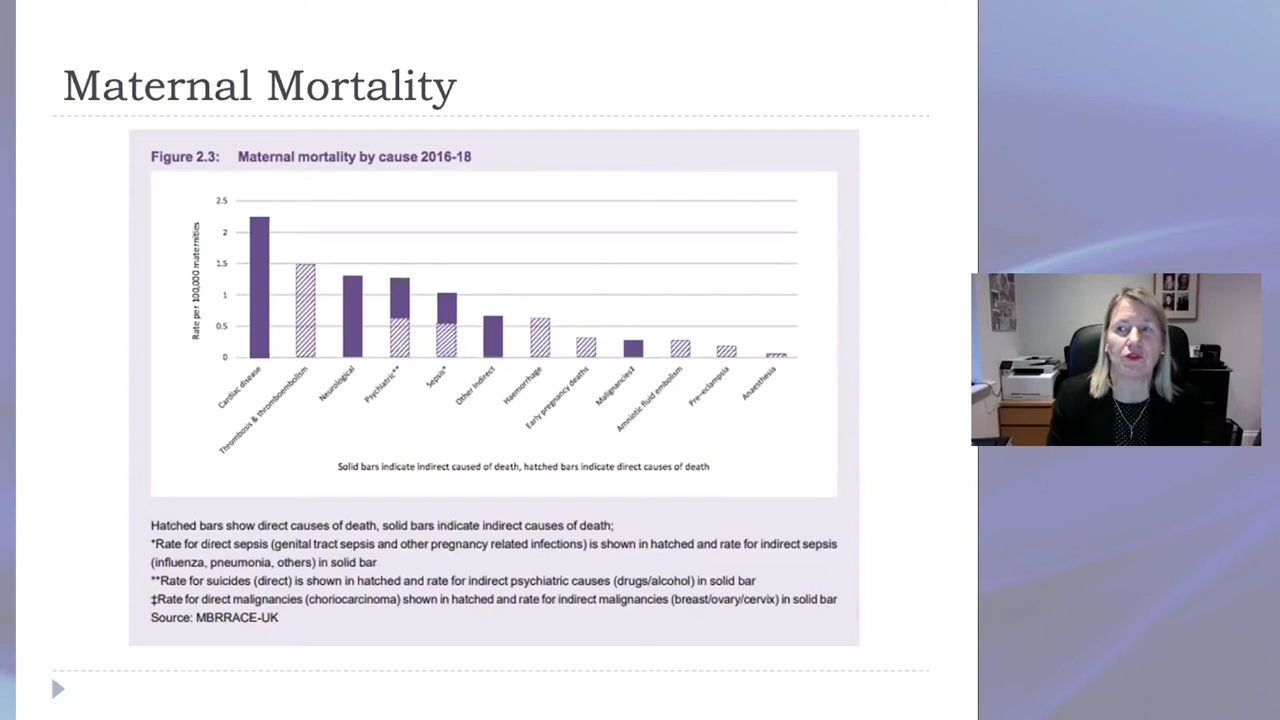 Maternal Mortality
Figure 2.3: Maternal mortality by cause 2016-18
2.5
2
1.5
1
0.5
0
Rate per 100,000 maternities
Cardiac disease
Thrombosis & thromboembolism
Neurological
Psychiatric**
Sepsis*
Other Indirect
Haemorrhage
Early pregnancy deaths
Malignancies‡
Amniotic fluid embolism
Pre-eclampsia
Anaesthesia
Solid bars indicate indirect caused of death, hatched bars indicate direct causes of death
Hatched bars show direct causes of death, solid bars indicate indirect causes of death;
*Rate for direct sepsis (genital tract sepsis and other pregnancy related infections) is shown in hatched and rate for indirect sepsis
(influenza, pneumonia, others) in solid bar
**Rate for suicides (direct) is shown in hatched and rate for indirect psychiatric causes (drugs/alcohol) in solid bar
‡Rate for direct malignancies (choriocarcinoma) shown in hatched and rate for indirect malignancies (breast/ovary/cervix) in solid bar
Source: MBRRACE-UK